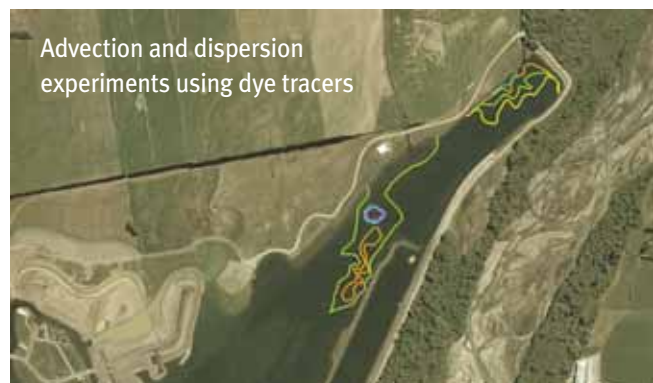 Advection and dispersion
experiments using dye tracers